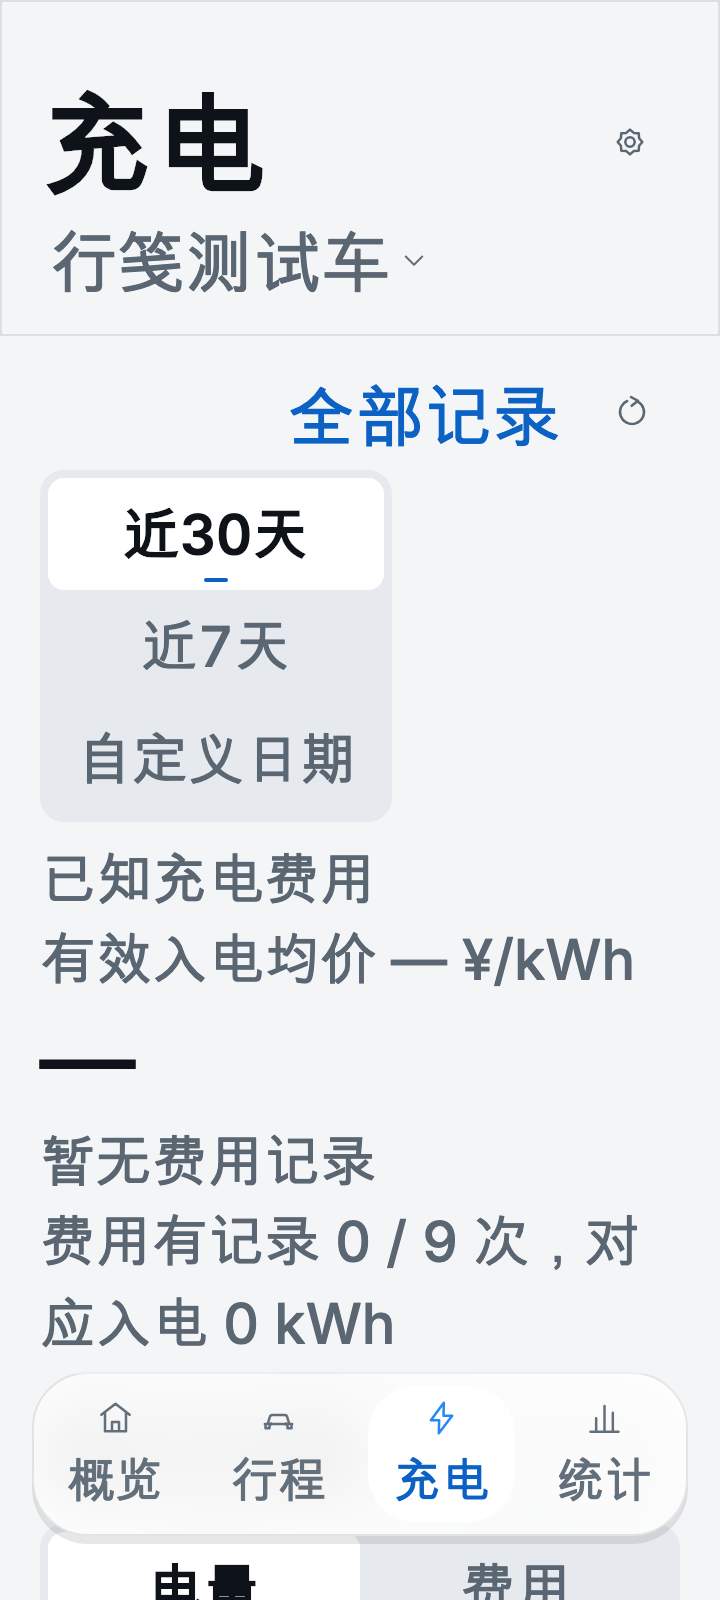 充电
行笺测试车
全部记录
近30天
近7天
自定义日期
已知充电费用
有效入电均价 — ¥/kWh
—
暂无费用记录
费用有记录 0 / 9 次，对
应入电 0 kWh
概览 行程 充电 统计
电量 费用